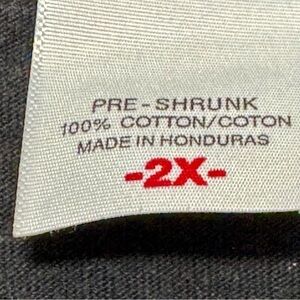 PRE-SHRUNK
100% COTTON/COTON
MADE IN HONDURAS
-2X-